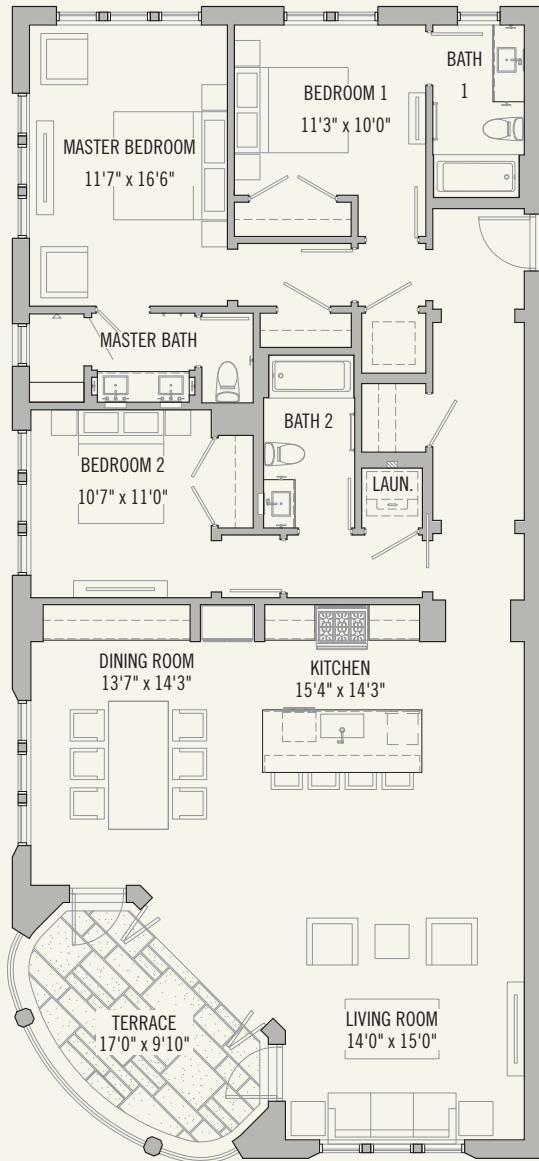 BATH
1
BEDROOM 1
11'3" x 10'0"
MASTER BEDROOM
11'7" x 16'6"
MASTER BATH
BATH 2
BEDROOM 2
10'7" x 11'0"
LAUN.
DINING ROOM
13'7" x 14'3"
KITCHEN
15'4" x 14'3"
TERRACE
17'0" x 9'10"
LIVING ROOM
14'0" x 15'0"